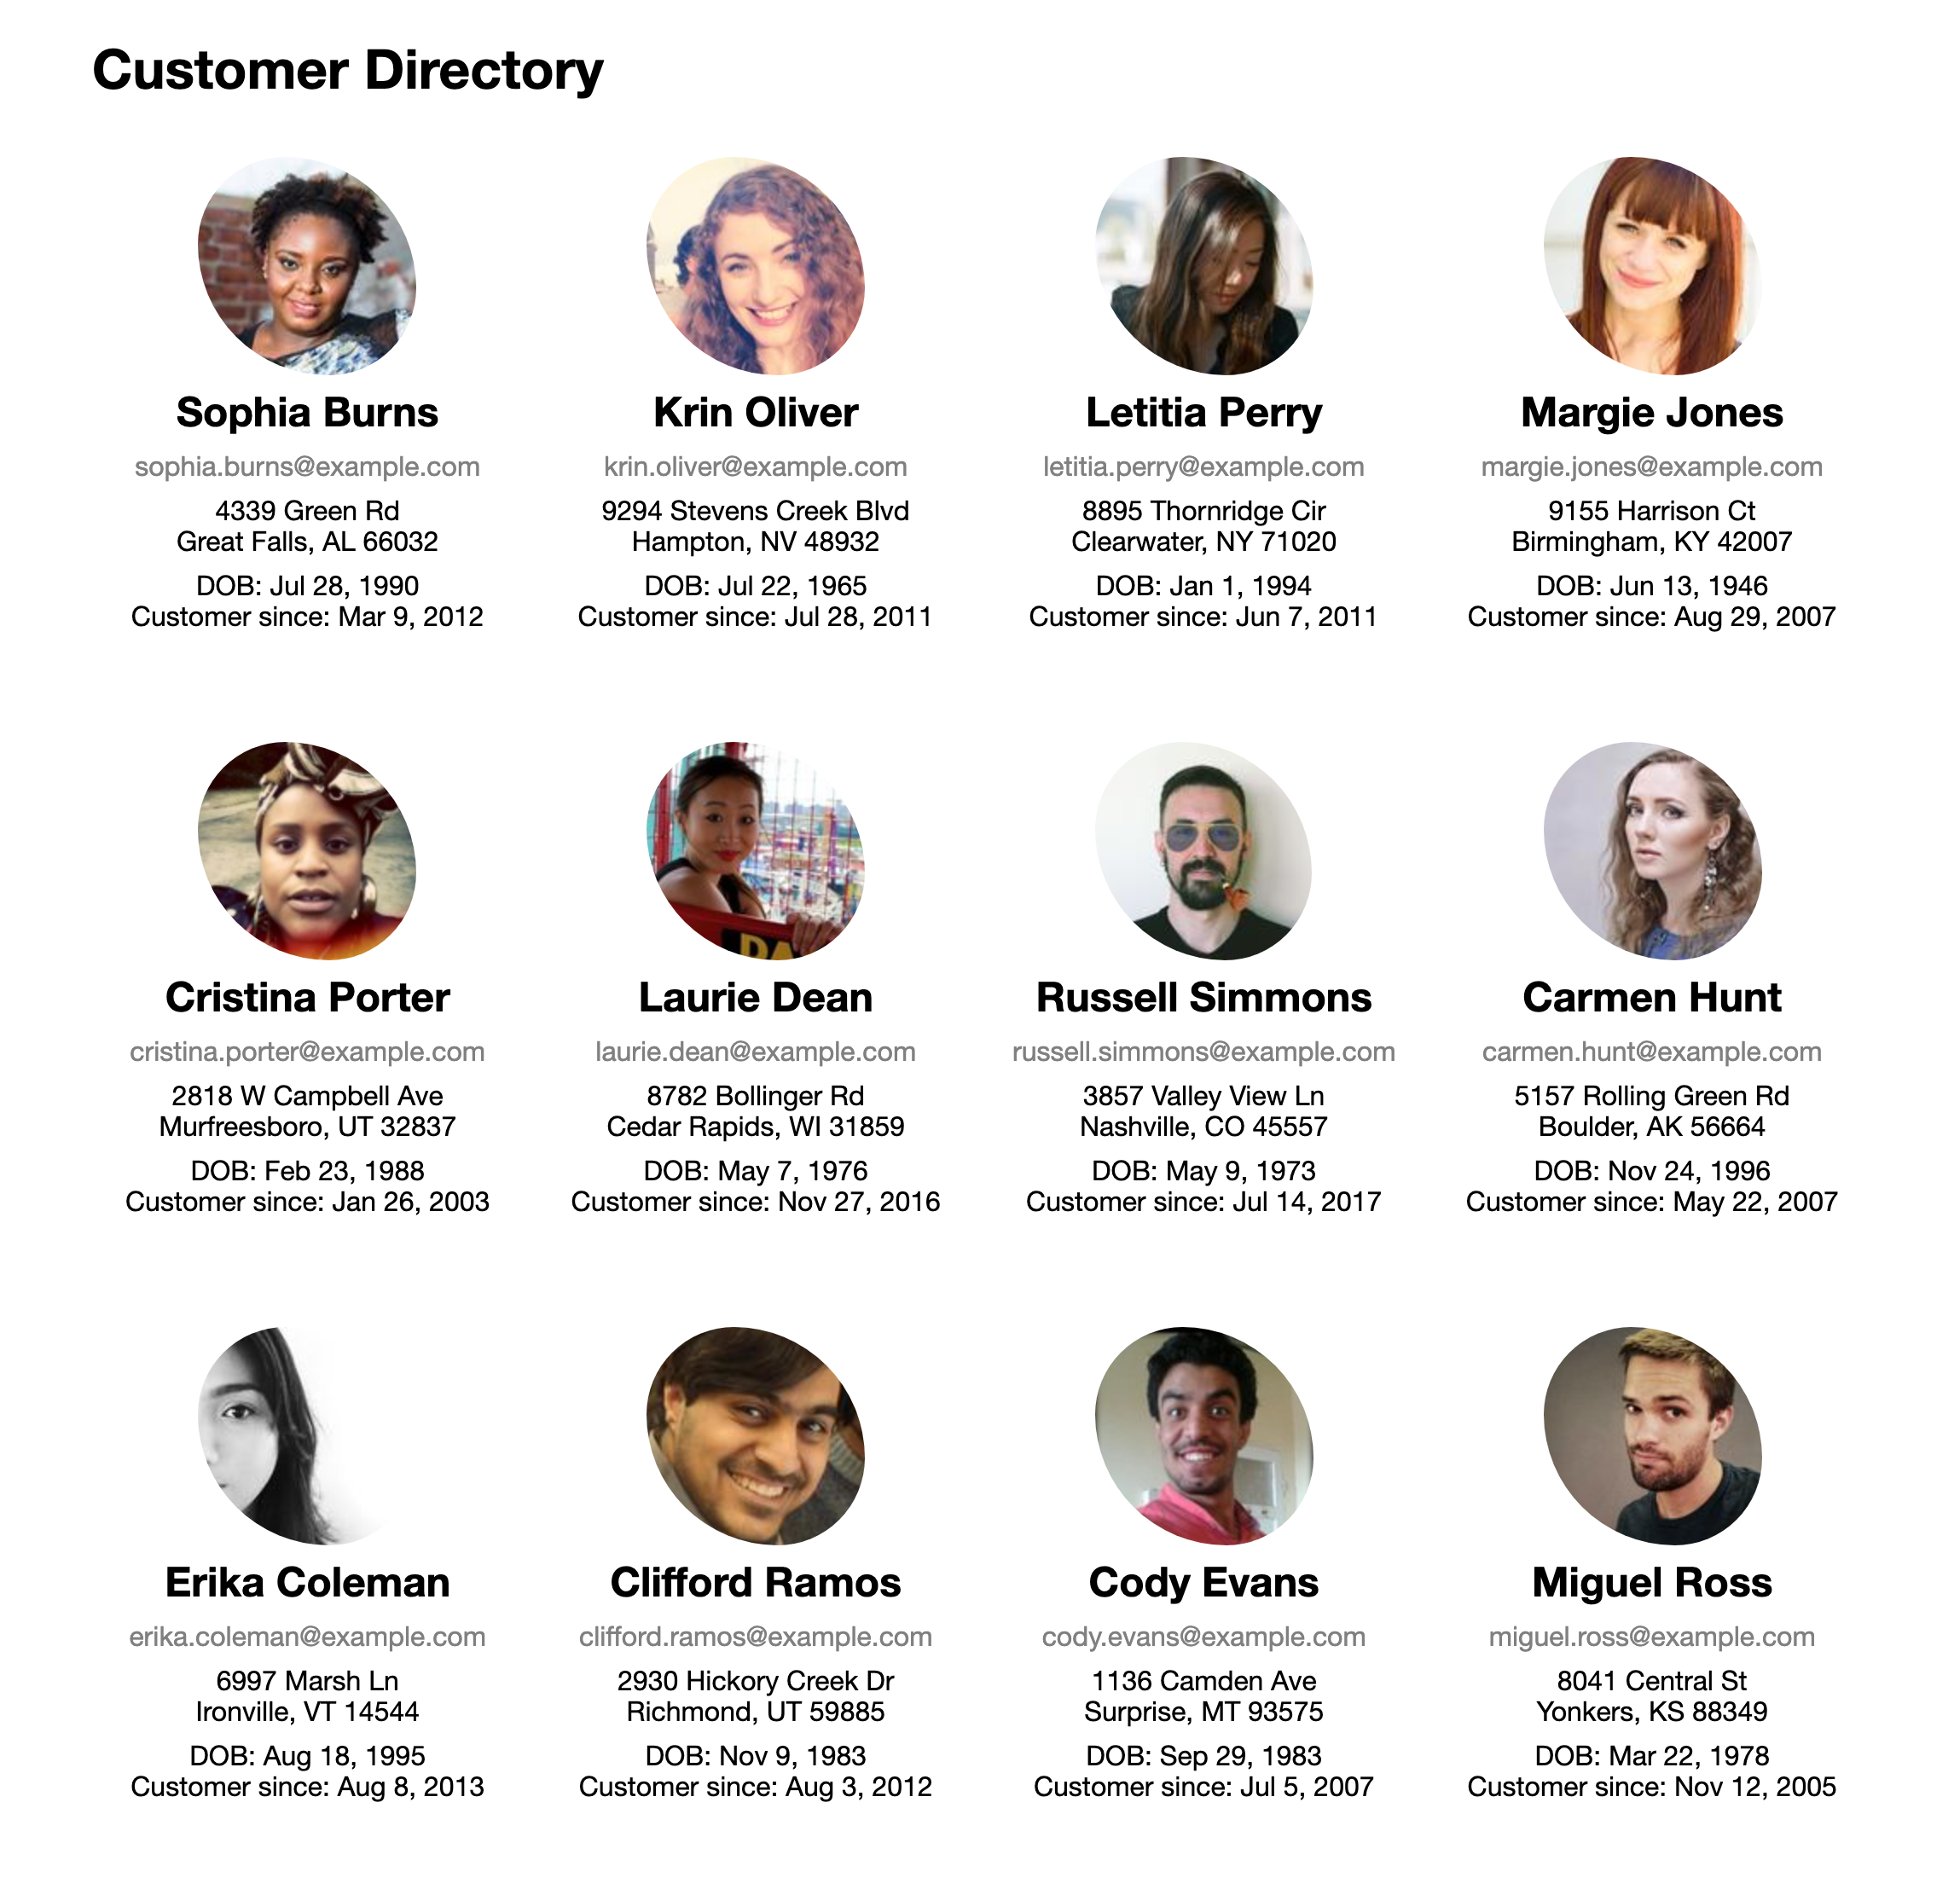 Customer Directory
Sophia Burns
sophia.burns@example.com
4339 Green Rd
Great Falls, AL 66032
DOB: Jul 28, 1990
Customer since: Mar 9, 2012
Krin Oliver
krin.oliver@example.com
9294 Stevens Creek Blvd
Hampton, NV 48932
DOB: Jul 22, 1965
Customer since: Jul 28, 2011
Letitia Perry
letitia.perry@example.com
8895 Thornridge Cir
Clearwater, NY 71020
DOB: Jan 1, 1994
Customer since: Jun 7, 2011
Margie Jones
margie.jones@example.com
9155 Harrison Ct
Birmingham, KY 42007
DOB: Jun 13, 1946
Customer since: Aug 29, 2007
Cristina Porter
cristina.porter@example.com
2818 W Campbell Ave
Murfreesboro, UT 32837
DOB: Feb 23, 1988
Customer since: Jan 26, 2003
Laurie Dean
laurie.dean@example.com
8782 Bollinger Rd
Cedar Rapids, WI 31859
DOB: May 7, 1976
Customer since: Nov 27, 2016
Russell Simmons
russell.simmons@example.com
3857 Valley View Ln
Nashville, CO 45557
DOB: May 9, 1973
Customer since: Jul 14, 2017
Carmen Hunt
carmen.hunt@example.com
5157 Rolling Green Rd
Boulder, AK 56664
DOB: Nov 24, 1996
Customer since: May 22, 2007
Erika Coleman
erika.coleman@example.com
6997 Marsh Ln
Ironville, VT 14544
DOB: Aug 18, 1995
Customer since: Aug 8, 2013
Clifford Ramos
clifford.ramos@example.com
2930 Hickory Creek Dr
Richmond, UT 59885
DOB: Nov 9, 1983
Customer since: Aug 3, 2012
Cody Evans
cody.evans@example.com
1136 Camden Ave
Surprise, MT 93575
DOB: Sep 29, 1983
Customer since: Jul 5, 2007
Miguel Ross
miguel.ross@example.com
8041 Central St
Yonkers, KS 88349
DOB: Mar 22, 1978
Customer since: Nov 12, 2005